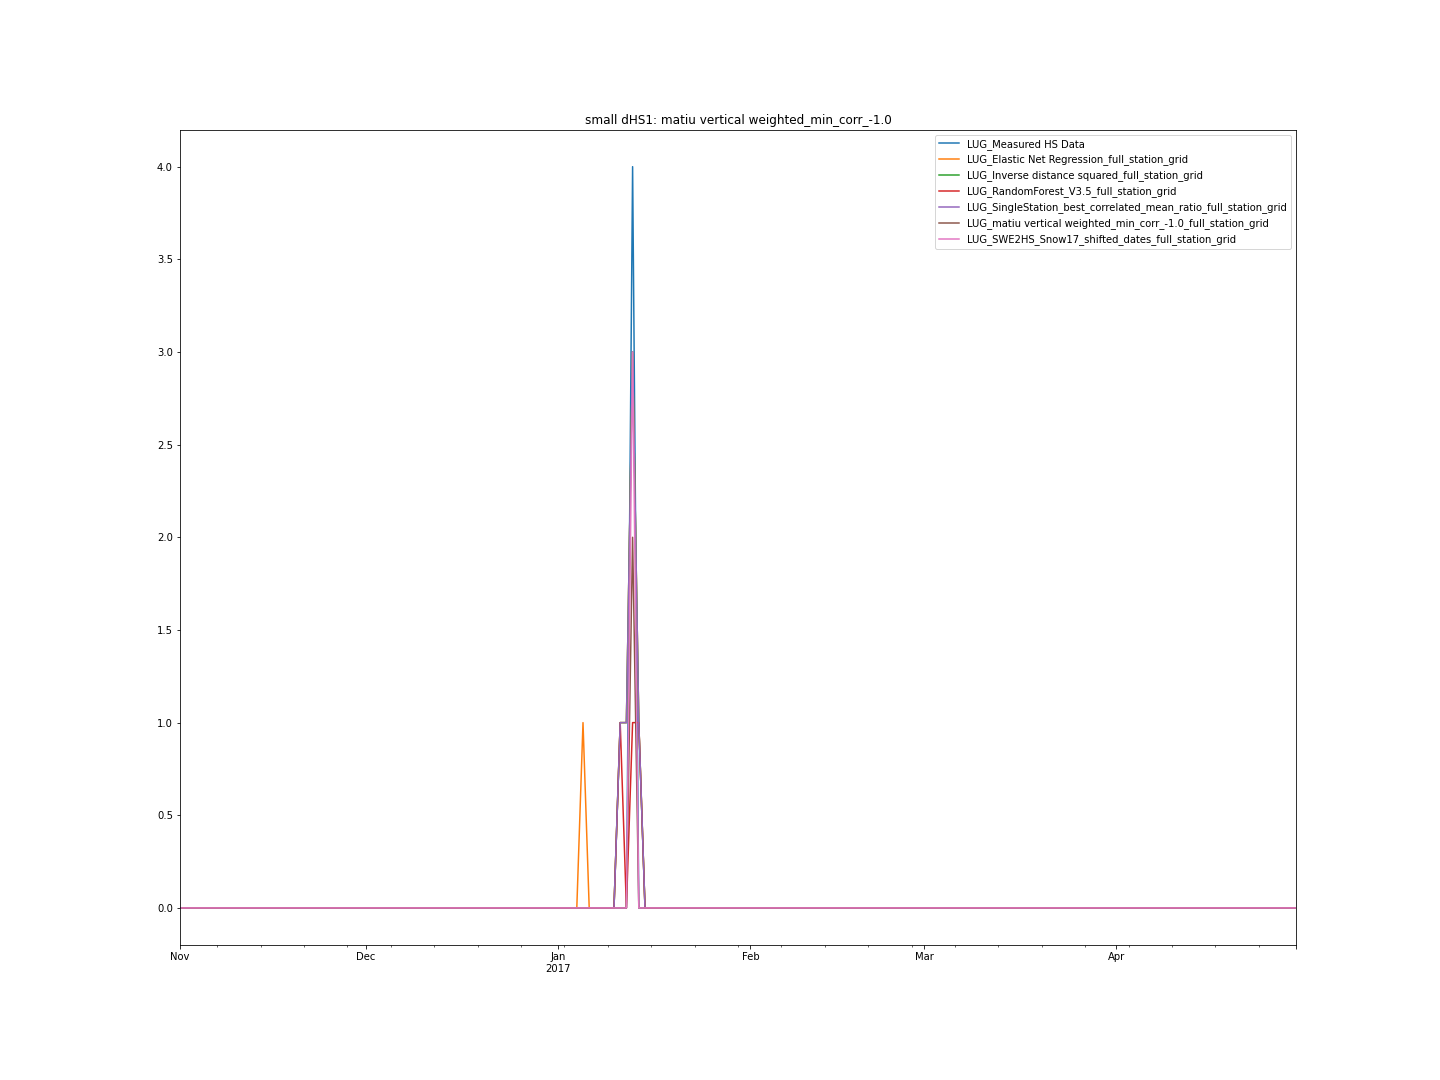 small dHS1: matiu vertical weighted_min_corr_-1.0
LUG_Measured HS Data
LUG_Elastic Net Regression_full_station_grid
LUG_Inverse distance squared_full_station_grid
LUG_RandomForest_V3.5_full_station_grid
LUG_SingleStation_best_correlated_mean_ratio_full_station_grid
LUG_matiu vertical weighted_min_corr_-1.0_full_station_grid
LUG_SWE2HS_Snow17_shifted_dates_full_station_grid
4.0
3.5
3.0
2.5
2.0
1.5
1.0
0.5
0.0
Nov Dec Jan Feb Mar Apr
2017